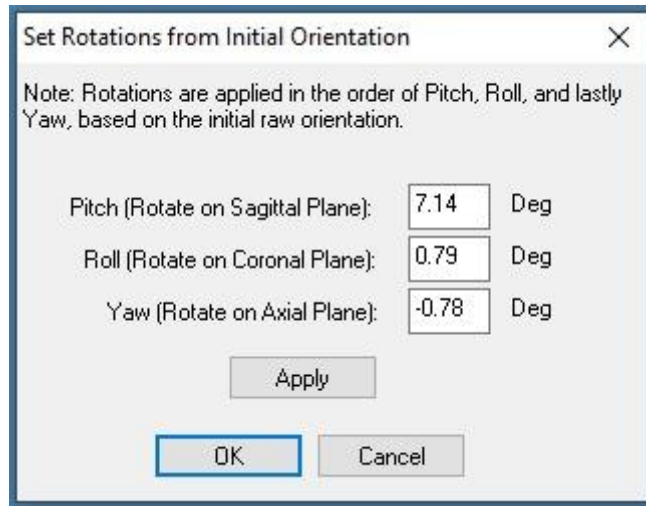 Set Rotations from Initial Orientation
Note: Rotations are applied in the order of Pitch, Roll, and lastly
Yaw, based on the initial raw orientation.
Pitch (Rotate on Sagittal Plane): 7.14 Deg
Roll (Rotate on Coronal Plane): 0.79 Deg
Yaw (Rotate on Axial Plane): -0.78 Deg
Apply
OK Cancel